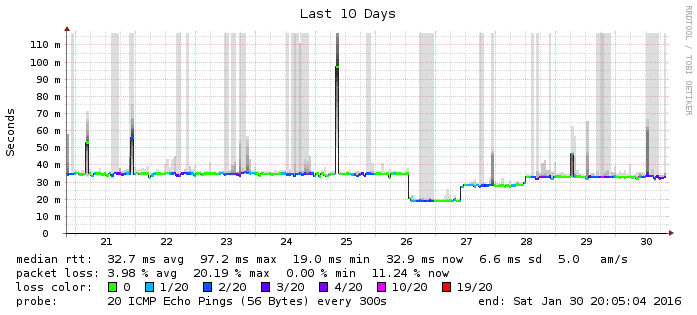 Last 10 Days
RRDTOOL / TOBI OETIKER
Seconds
110 m
100 m
90 m
80 m
70 m
60 m
50 m
40 m
30 m
20 m
10 m
0
21 22 23 24 25 26 27 28 29 30
median rtt: 32.7 ms avg 97.2 ms max 19.0 ms min 32.9 ms now 6.6 ms sd 5.0 am/s
packet loss: 3.98 % avg 20.19 % max 0.00 % min 11.24 % now
loss color: 0 1/20 2/20 3/20 4/20 10/20 19/20
probe: 20 ICMP Echo Pings (56 Bytes) every 300s end: Sat Jan 30 20:05:04 2016